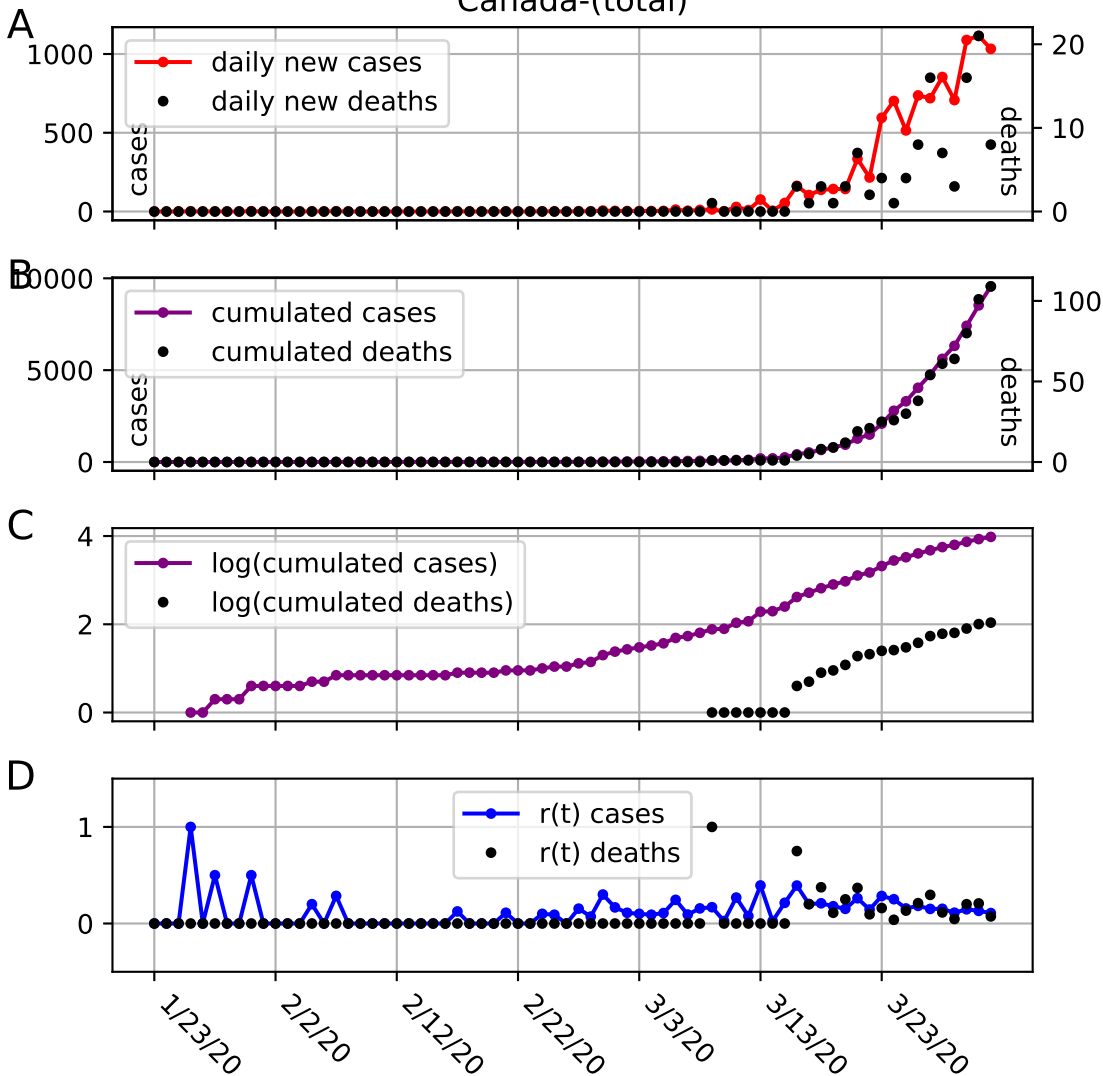 Canada-(total)
A
daily new cases
daily new deaths
1000
500
0
cases
20
10
0
deaths
B
10000
5000
0
cumulated cases
cumulated deaths
cases
100
50
0
deaths
C
4
2
0
log(cumulated cases)
log(cumulated deaths)
D
1
0
r(t) cases
r(t) deaths
1/23/20
2/2/20
2/12/20
2/22/20
3/3/20
3/13/20
3/23/20